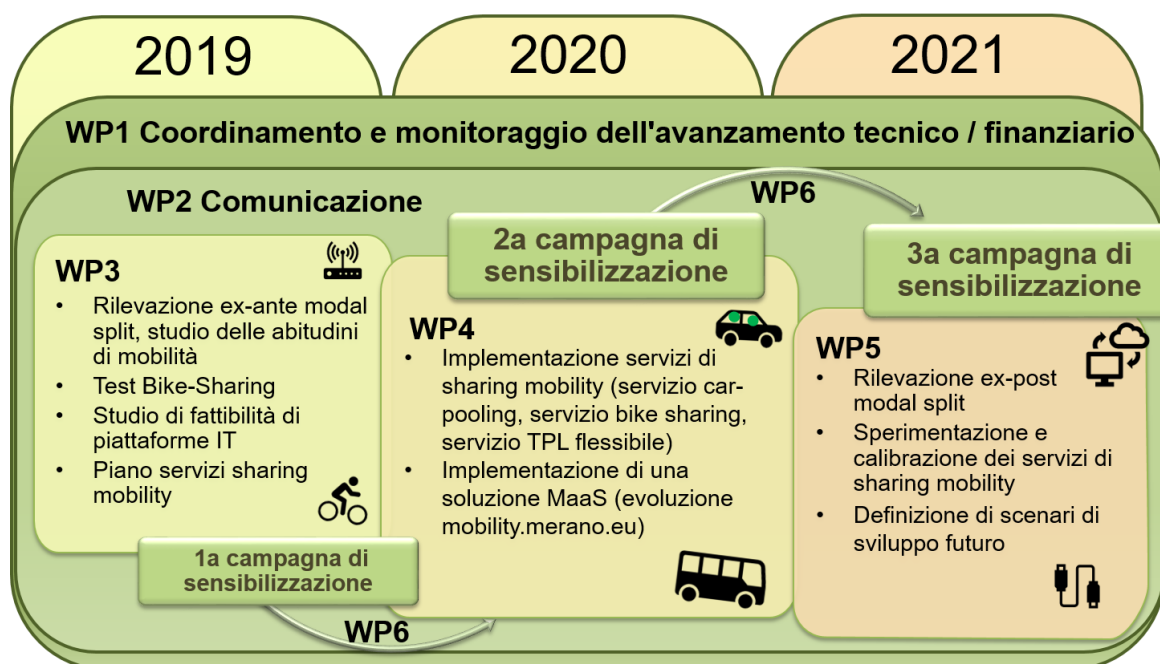 2019
2020
2021
WP1 Coordinamento e monitoraggio dell'avanzamento tecnico / finanziario
WP2 Comunicazione
WP6
WP3
• Rilevazione ex-ante modal
split, studio delle abitudini
di mobilità
• Test Bike-Sharing
• Studio di fattibilità di
piattaforme IT
• Piano servizi sharing
mobility
1a campagna di
sensibilizzazione
WP6
2a campagna di
sensibilizzazione
WP4
• Implementazione servizi di
sharing mobility (servizio car-
pooling, servizio bike sharing,
servizio TPL flessibile)
• Implementazione di una
soluzione MaaS (evoluzione
mobility.merano.eu)
3a campagna di
sensibilizzazione
WP5
• Rilevazione ex-post
modal split
• Sperimentazione e
calibrazione dei servizi di
sharing mobility
• Definizione di scenari di
sviluppo futuro